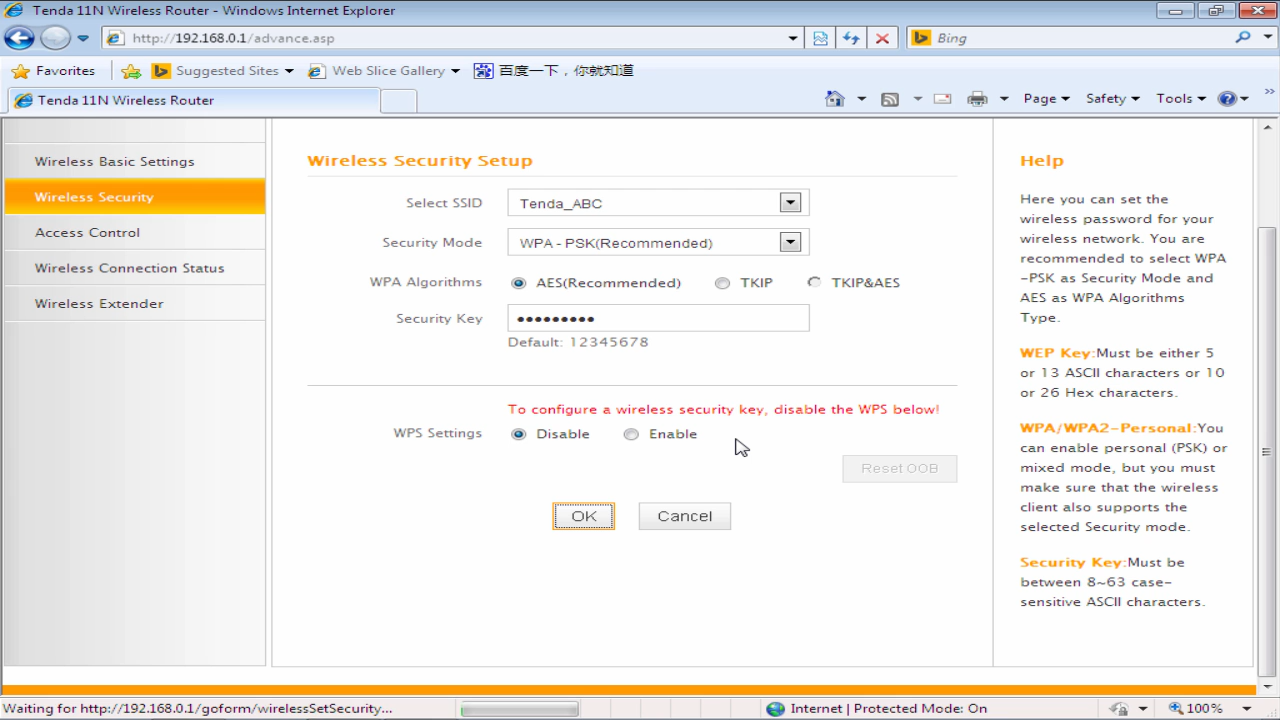 Tenda 11N Wireless Router - Windows Internet Explorer
http://192.168.0.1/advance.asp
Bing
Favorites
Suggested Sites
Web Slice Gallery
百度一下，你就知道
Tenda 11N Wireless Router
Page
Safety
Tools
Wireless Basic Settings
Wireless Security
Access Control
Wireless Connection Status
Wireless Extender
Wireless Security Setup
Select SSID
Tenda_ABC
Security Mode
WPA - PSK(Recommended)
WPA Algorithms
AES(Recommended)
TKIP
TKIP&AES
Security Key
•••••••••
Default: 12345678
To configure a wireless security key, disable the WPS below!
WPS Settings
Disable
Enable
Reset OOB
OK
Cancel
Help
Here you can set the
wireless password for your
wireless network. You are
recommended to select WPA
-PSK as Security Mode and
AES as WPA Algorithms
Type.
WEP Key:Must be either 5
or 13 ASCII characters or 10
or 26 Hex characters.
WPA/WPA2-Personal:You
can enable personal (PSK) or
mixed mode, but you must
make sure that the wireless
client also supports the
selected Security mode.
Security Key:Must be
between 8~63 case-
sensitive ASCII characters.
Waiting for http://192.168.0.1/goform/wirelessSetSecurity...
Internet | Protected Mode: On
100%